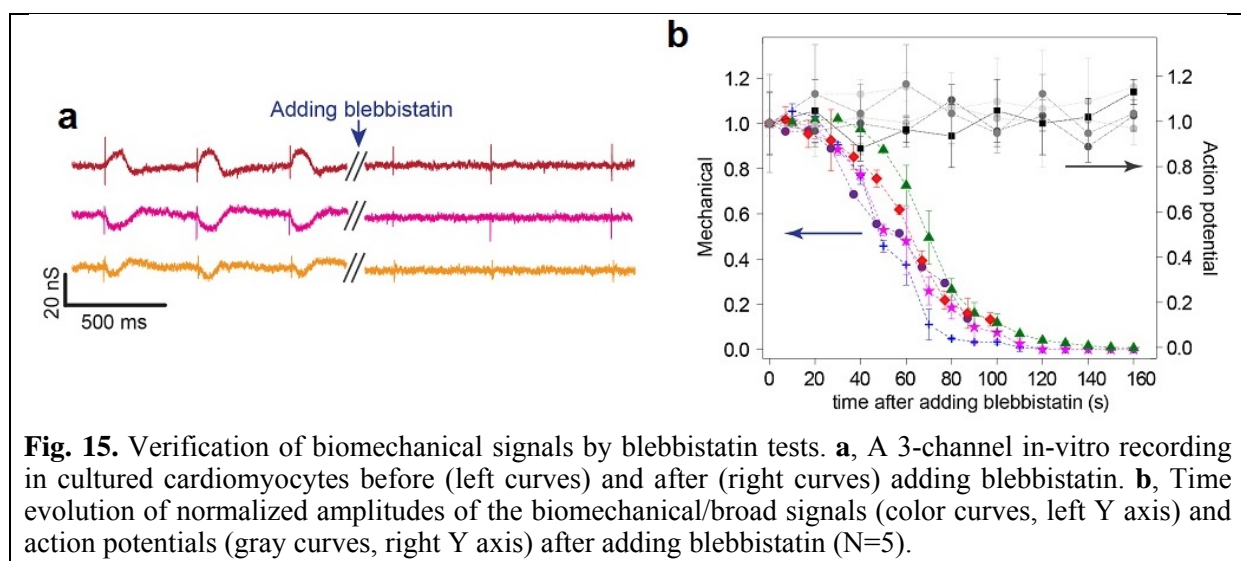 a
Adding blebbistatin
20 nS
500 ms
b
Mechanical
1.2
1.0
0.8
0.6
0.4
0.2
0.0
1.2
1.0
0.8
0.6
0.4
0.2
0.0
Action potential
0 20 40 60 80 100 120 140 160
time after adding blebbistatin (s)
Fig. 15. Verification of biomechanical signals by blebbistatin tests. a, A 3-channel in-vitro recording
in cultured cardiomyocytes before (left curves) and after (right curves) adding blebbistatin. b, Time
evolution of normalized amplitudes of the biomechanical/broad signals (color curves, left Y axis) and
action potentials (gray curves, right Y axis) after adding blebbistatin (N=5).